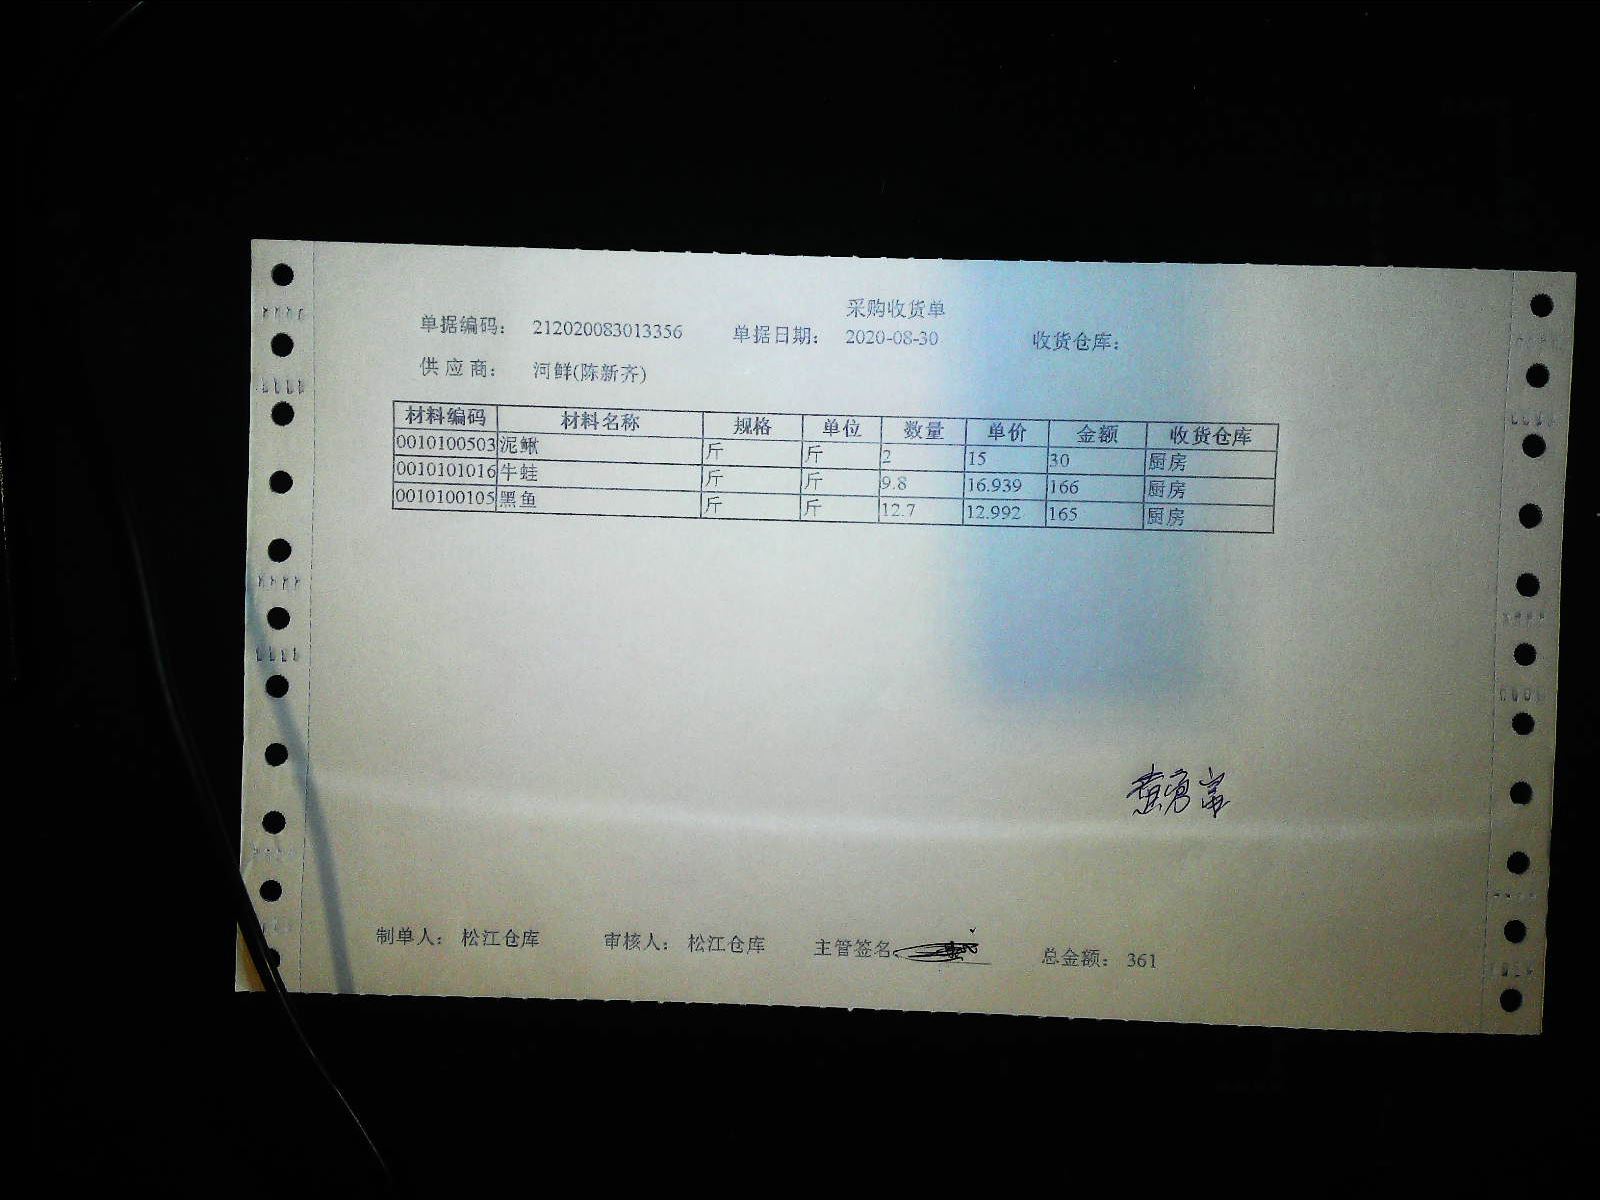 采购收货单
单据编码： 212020083013356 单据日期： 2020-08-30 收货仓库：
供 应 商： 河鲜(陈新齐)
材料编码 材料名称 规格 单位 数量 单价 金额 收货仓库
0010100503 泥鳅 斤 斤 2 15 30 厨房
0010101016 牛蛙 斤 斤 9.8 16.939 166 厨房
0010100105 黑鱼 斤 斤 12.7 12.992 165 厨房
制单人： 松江仓库 审核人： 松江仓库 主管签名 总金额： 361